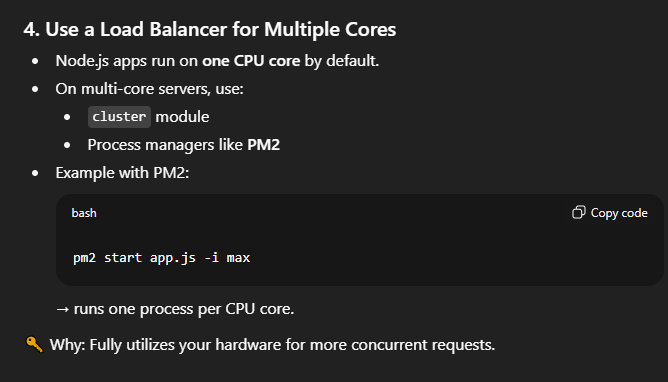 4. Use a Load Balancer for Multiple Cores
• Node.js apps run on one CPU core by default.
• On multi-core servers, use:
• cluster module
• Process managers like PM2
• Example with PM2:
bash
Copy code
pm2 start app.js -i max
→ runs one process per CPU core.
🔑 Why: Fully utilizes your hardware for more concurrent requests.